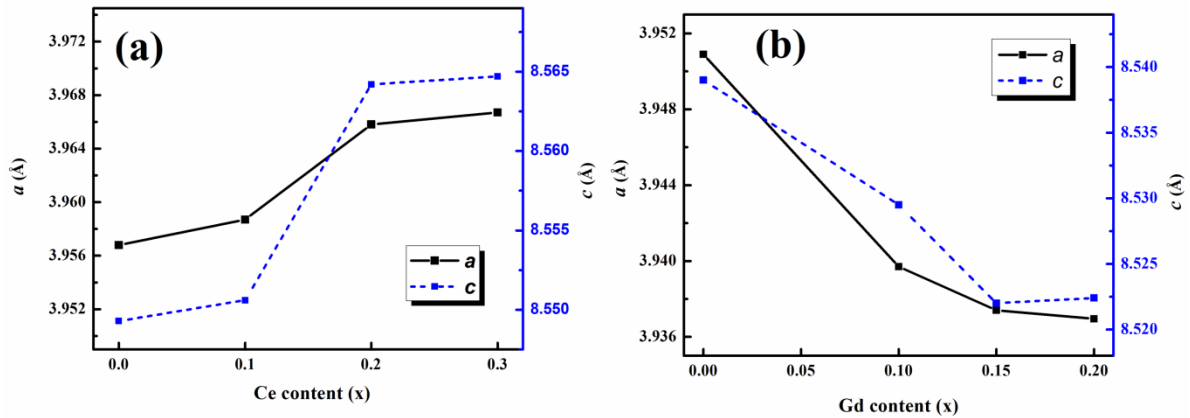 (a)
3.972
3.968
3.964
3.960
3.956
3.952
a (Å)
8.565
8.560
8.555
8.550
c (Å)
a
c
0.0 0.1 0.2 0.3
Ce content (x)
(b)
3.952
3.948
3.944
3.940
3.936
a (Å)
8.540
8.535
8.530
8.525
8.520
c (Å)
a
c
0.00 0.05 0.10 0.15 0.20
Gd content (x)